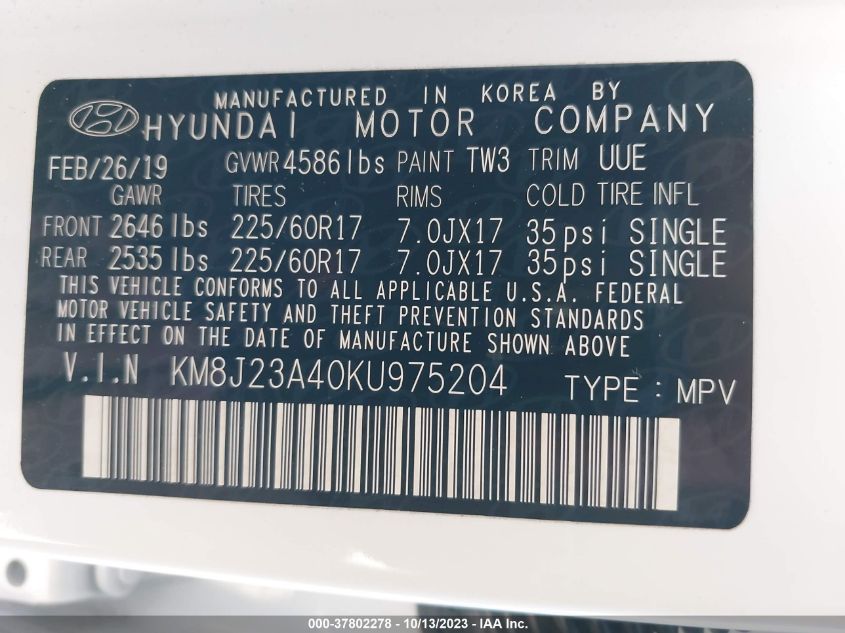 MANUFACTURED IN KOREA BY
HYUNDAI MOTOR COMPANY
FEB/26/19 GVWR 4586 lbs PAINT TW3 TRIM UUE
GAWR TIRES RIMS COLD TIRE INFL
FRONT 2646 lbs 225/60R17 7.0JX17 35psi SINGLE
REAR 2535 lbs 225/60R17 7.0JX17 35psi SINGLE
THIS VEHICLE CONFORMS TO ALL APPLICABLE U.S.A. FEDERAL
MOTOR VEHICLE SAFETY AND THEFT PREVENTION STANDARDS
IN EFFECT ON THE DATE OF MANUFACTURE SHOWN ABOVE
V.I.N KM8J23A40KU975204 TYPE : MPV
000-37802278 - 10/13/2023 - IAA Inc.